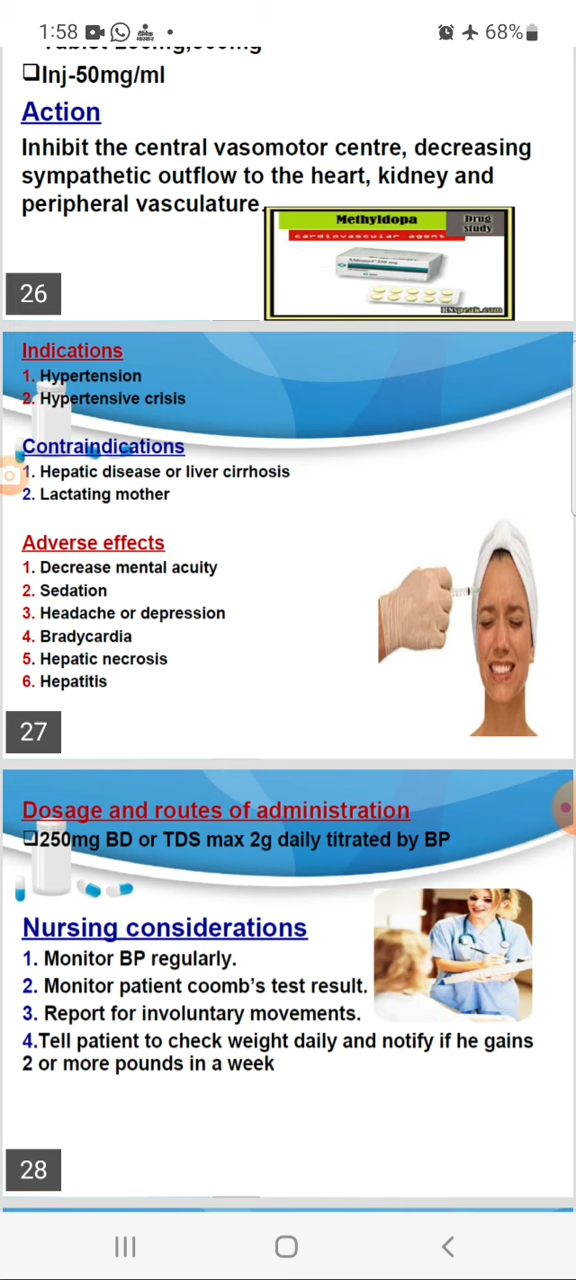 1:58
68%
❑Inj-50mg/ml
Action
Inhibit the central vasomotor centre, decreasing
sympathetic outflow to the heart, kidney and
peripheral vasculature.
Methyldopa
Drug
study
cardiovascular agent
RNspeak.com
26
Indications
1. Hypertension
2. Hypertensive crisis
Contraindications
1. Hepatic disease or liver cirrhosis
2. Lactating mother
Adverse effects
1. Decrease mental acuity
2. Sedation
3. Headache or depression
4. Bradycardia
5. Hepatic necrosis
6. Hepatitis
27
Dosage and routes of administration
❑250mg BD or TDS max 2g daily titrated by BP
Nursing considerations
1. Monitor BP regularly.
2. Monitor patient coomb's test result.
3. Report for involuntary movements.
4.Tell patient to check weight daily and notify if he gains
2 or more pounds in a week
28